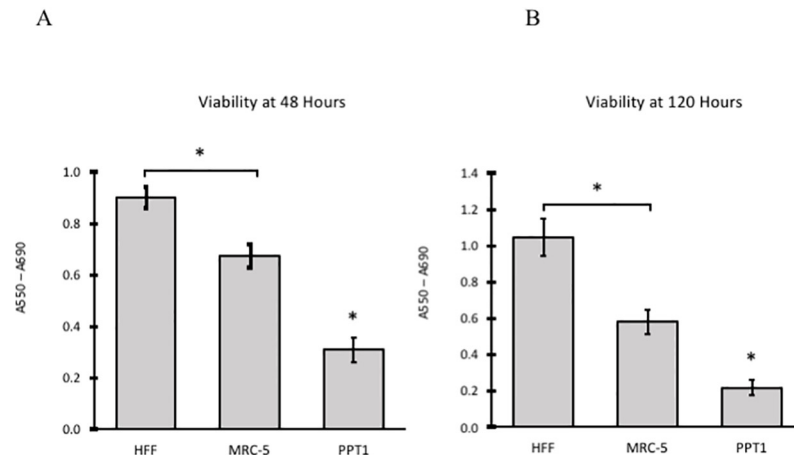 A
B
Viability at 48 Hours
*
1.0
0.8
0.6
0.4
0.2
0.0
A550 – A690
*
HFF MRC-5 PPT1
Viability at 120 Hours
*
1.4
1.2
1.0
0.8
0.6
0.4
0.2
0.0
A550 – A690
*
HFF MRC-5 PPT1